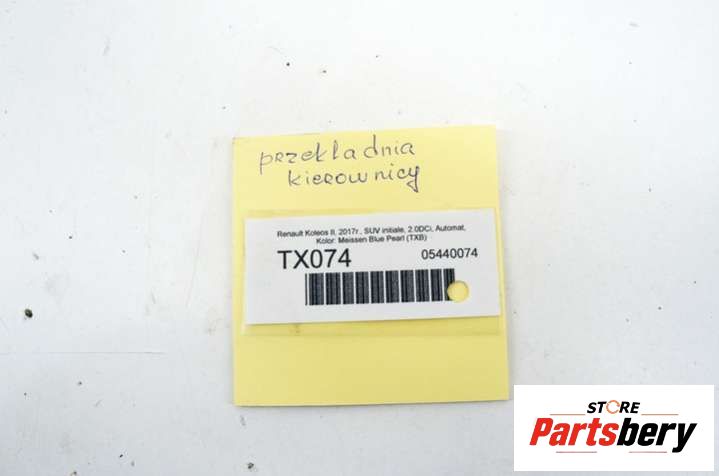 przekładnia
kierownicy
Renault Koleos II, 2017r., SUV initiale, 2.0DCi, Automat,
Kolor: Meissen Blue Pearl (TXB)
TX074 05440074
STORE
Partsbery